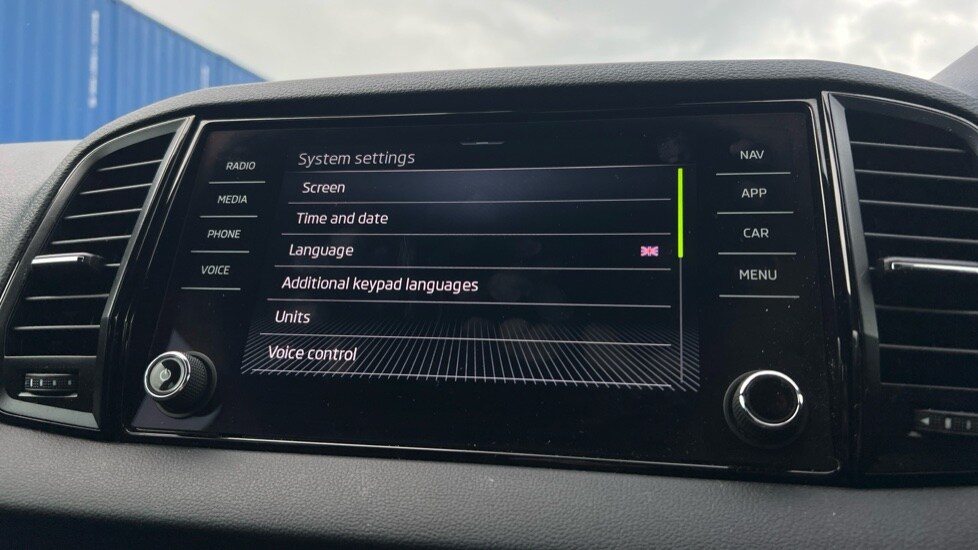 RADIO
MEDIA
PHONE
VOICE
System settings
Screen
Time and date
Language
Additional keypad languages
Units
Voice control
NAV
APP
CAR
MENU